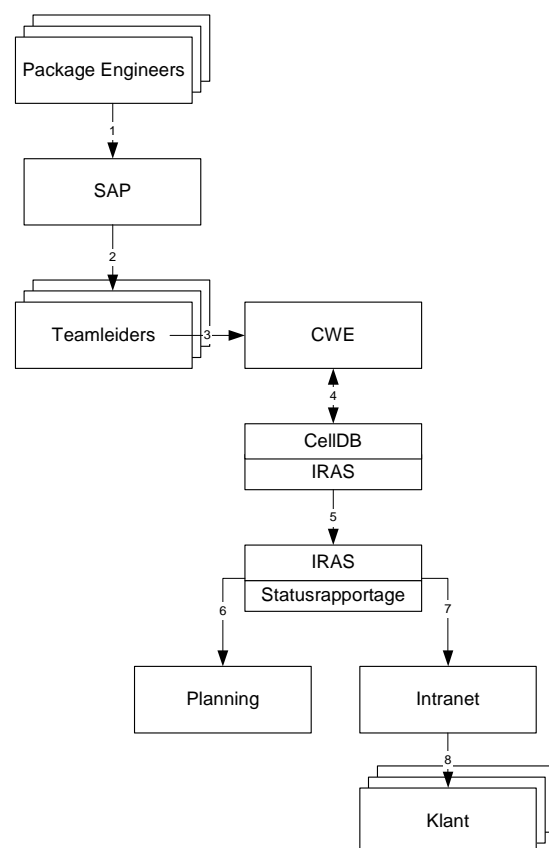 Package Engineers
1
SAP
2
Teamleiders
3
CWE
4
CellDB
IRAS
5
IRAS
Statusrapportage
6
7
Planning
Intranet
8
Klant